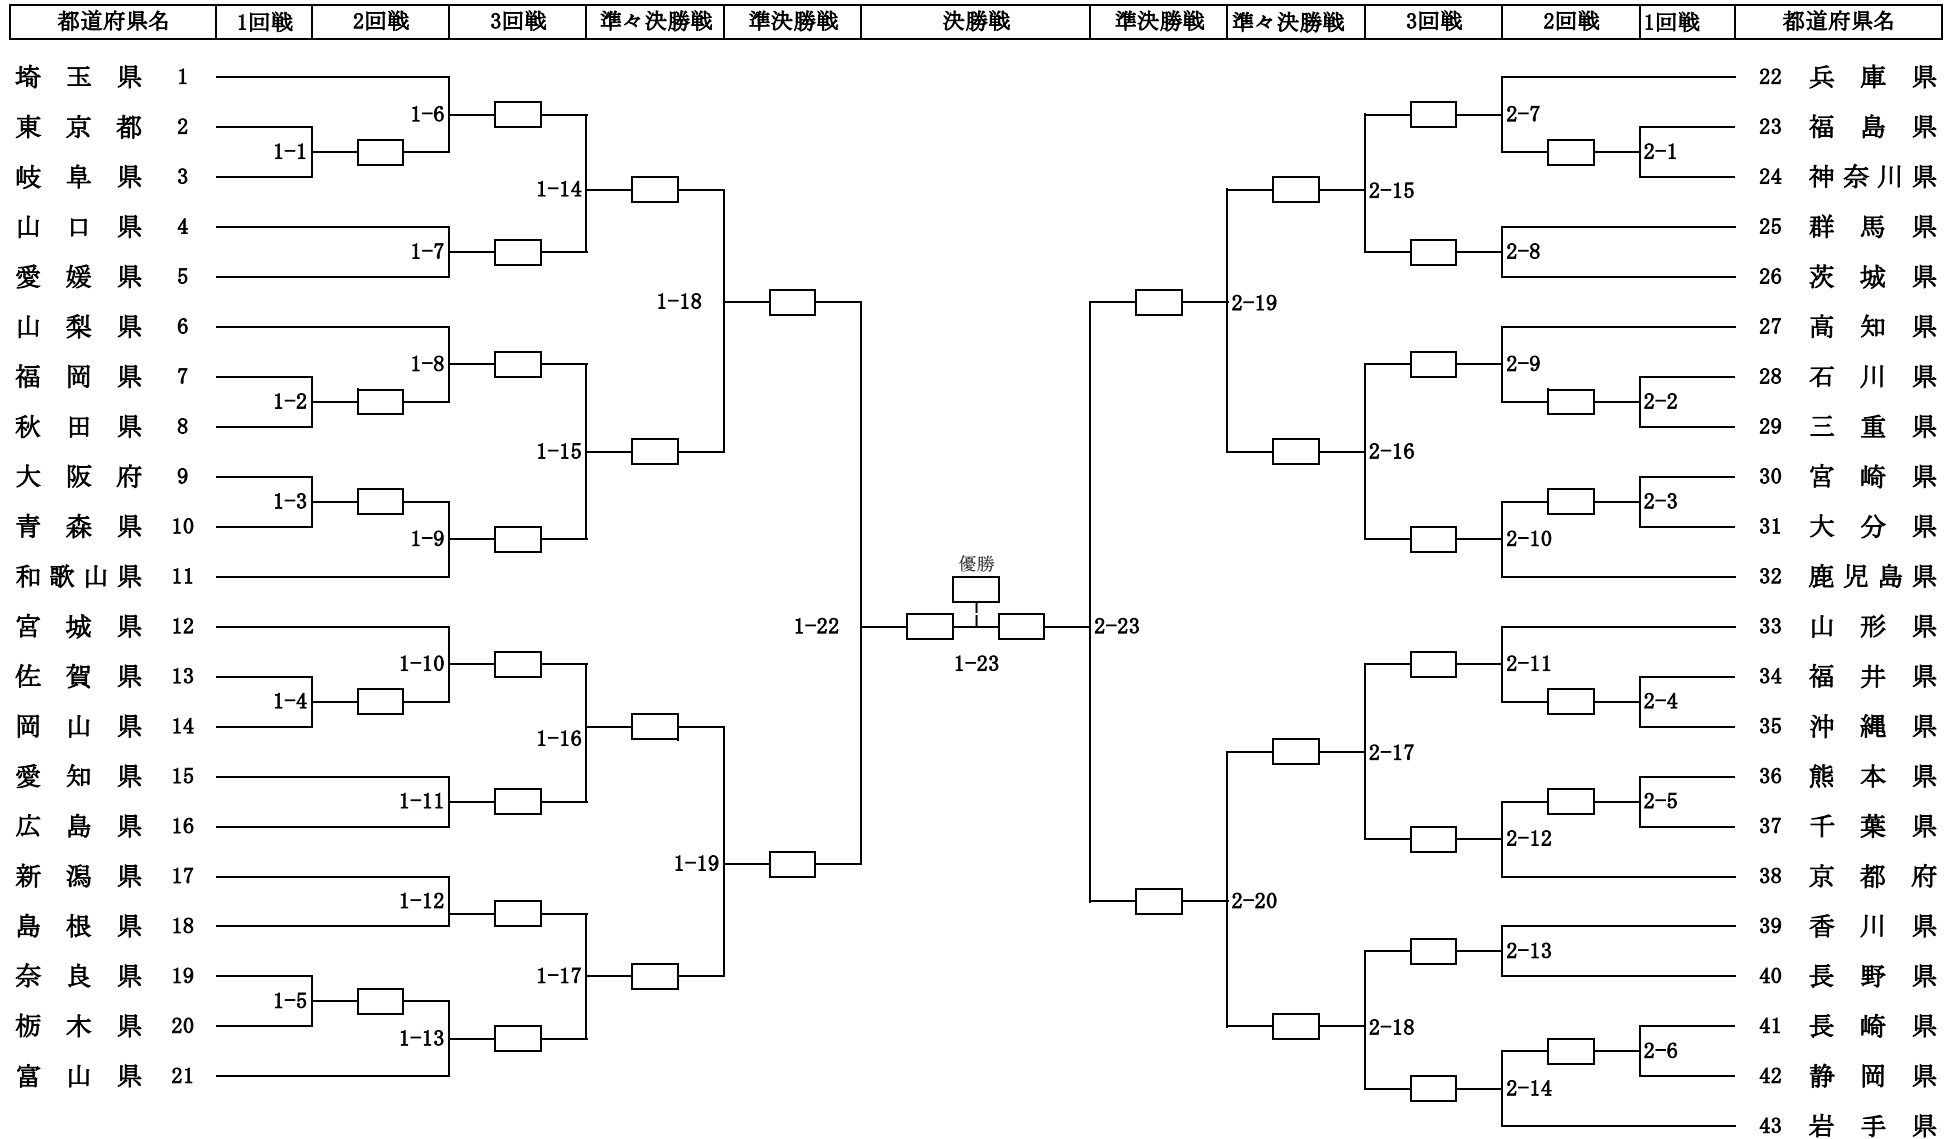 都道府県名 1回戦 2回戦 3回戦 準々決勝戦 準決勝戦 決勝戦 準決勝戦 準々決勝戦 3回戦 2回戦 1回戦 都道府県名
埼玉県 1 22 兵庫県
1-6 2-7
東京都 2 23 福島県
1-1 2-1
岐阜県 3 24 神奈川県
1-14 2-15
山口県 4 25 群馬県
1-7 2-8
愛媛県 5 26 茨城県
1-18 2-19
山梨県 6 27 高知県
1-8 2-9
福岡県 7 28 石川県
1-2 2-2
秋田県 8 29 三重県
1-15 2-16
大阪府 9 30 宮崎県
1-3 2-3
青森県 10 31 大分県
1-9 2-10
優勝
和歌山県 11 32 鹿児島県
宮城県 12 1-22 2-23 33 山形県
1-10 1-23 2-11
佐賀県 13 34 福井県
1-4 2-4
岡山県 14 35 沖縄県
1-16 2-17
愛知県 15 36 熊本県
1-11 2-5
広島県 16 37 千葉県
1-19 2-12
新潟県 17 38 京都府
1-12 2-20
島根県 18 39 香川県
2-13
奈良県 19 1-17 40 長野県
1-5
栃木県 20 2-18 41 長崎県
1-13 2-6
富山県 21 42 静岡県
2-14
43 岩手県